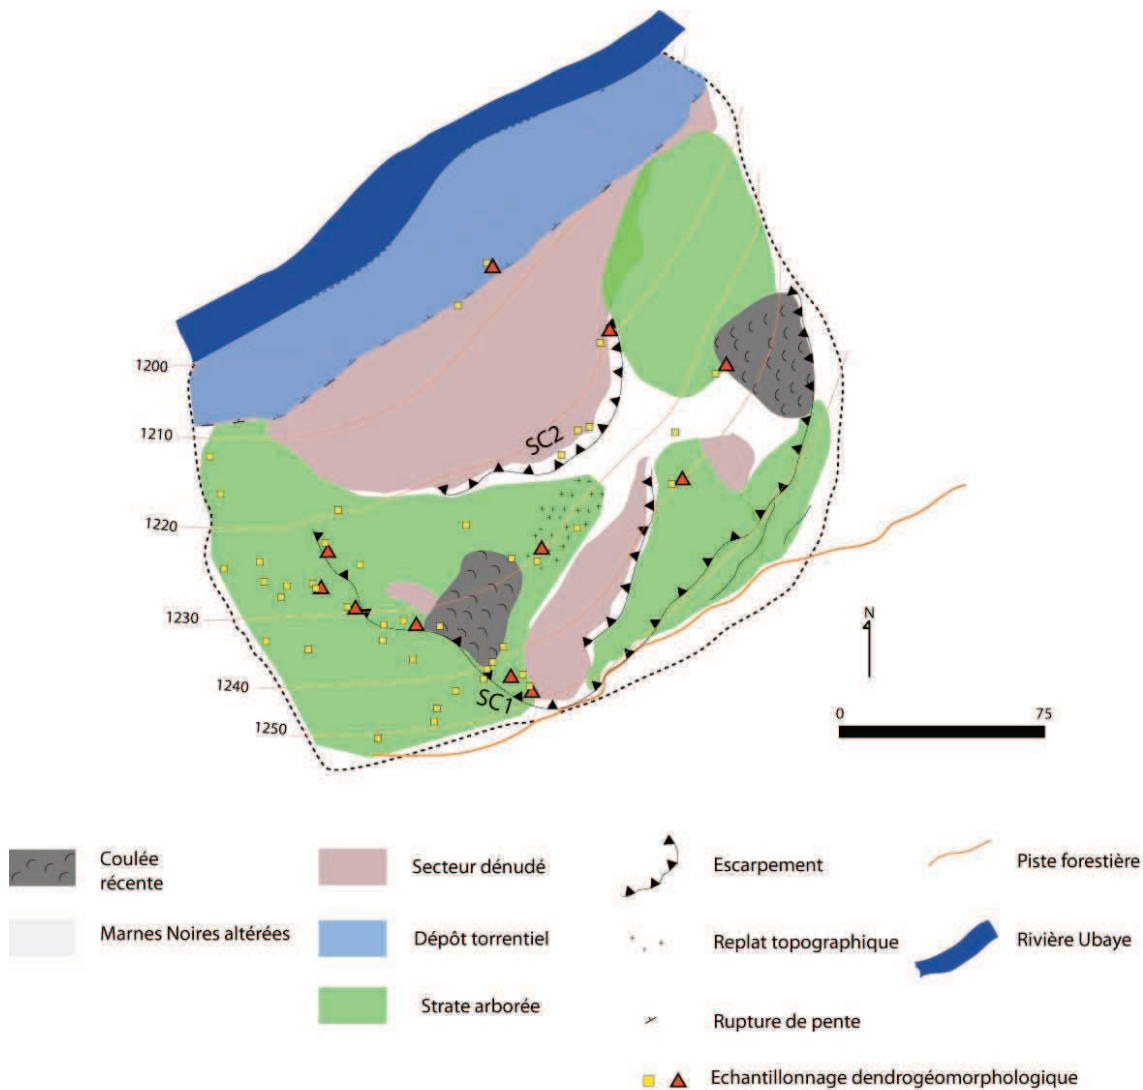 1200
1210
SC2
1220
1230
1240
SC1
1250
N
0 75
Coulée
récente
Secteur dénudé
Escarpement
Piste forestière
Marnes Noires altérées
Dépôt torrentiel
Replat topographique
Rivière Ubaye
Strate arborée
Rupture de pente
Echantillonnage dendrogéomorphologique